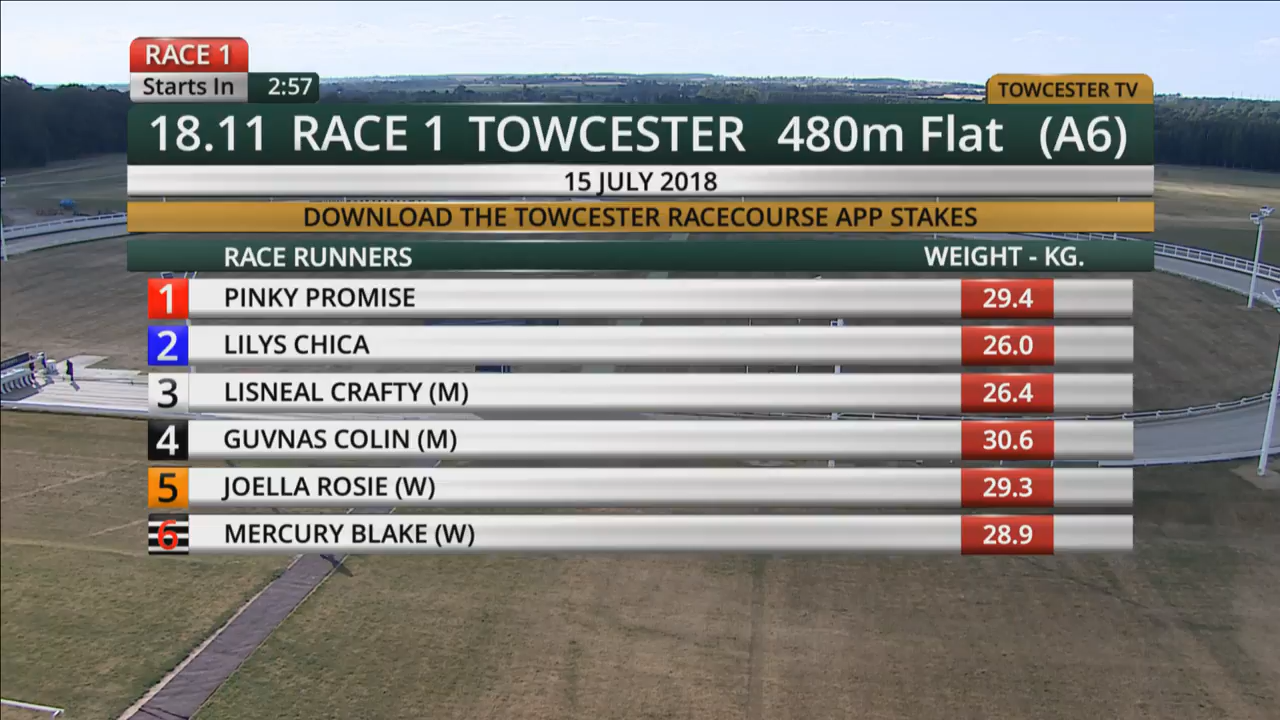 RACE 1
Starts In 2:57
TOWCESTER TV
18.11 RACE 1 TOWCESTER 480m Flat (A6)
15 JULY 2018
DOWNLOAD THE TOWCESTER RACECOURSE APP STAKES
RACE RUNNERS WEIGHT - KG.
1 PINKY PROMISE 29.4
2 LILYS CHICA 26.0
3 LISNEAL CRAFTY (M) 26.4
4 GUVNAS COLIN (M) 30.6
5 JOELLA ROSIE (W) 29.3
6 MERCURY BLAKE (W) 28.9